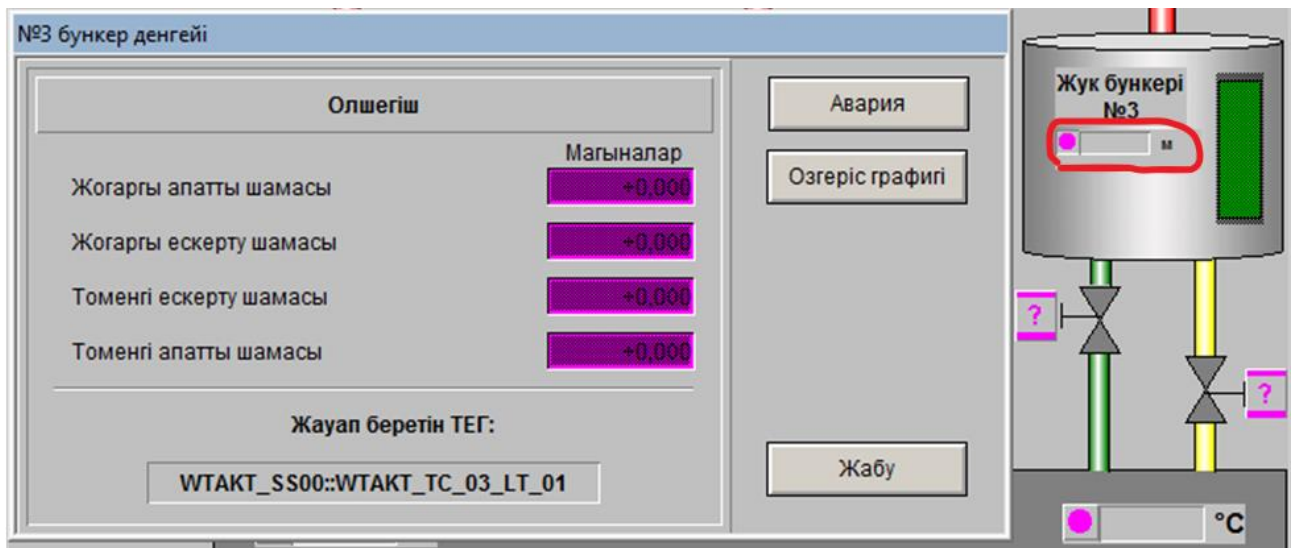 №3 бункер денгейі
Олшегіш
Магыналар
Жогаргы апатты шамасы
+0,000
Жогаргы ескерту шамасы
+0,000
Томенгі ескерту шамасы
+0,000
Томенгі апатты шамасы
+0,000
Жауап беретін ТЕГ:
WTAKT_SS00::WTAKT_TC_03_LT_01
Авария
Озгеріс графигі
Жабу
Жук бункері
№3
м
?
?
°C